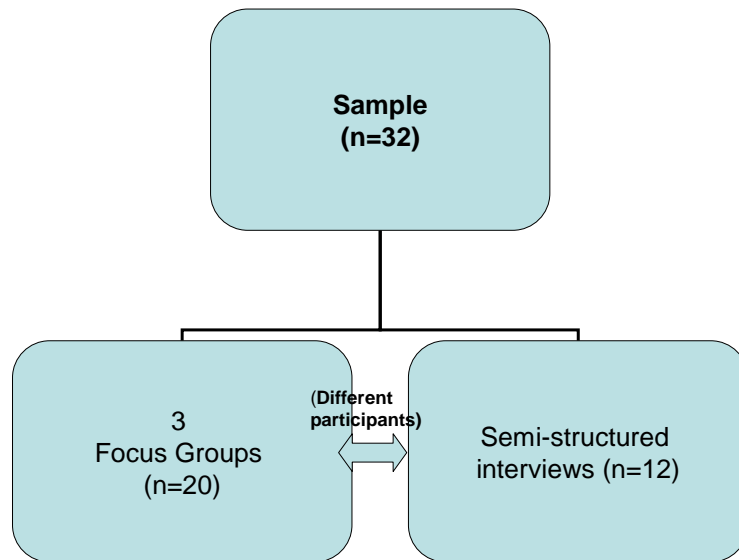 Sample
(n=32)
3
Focus Groups
(n=20)
(Different
participants)
Semi-structured
interviews (n=12)